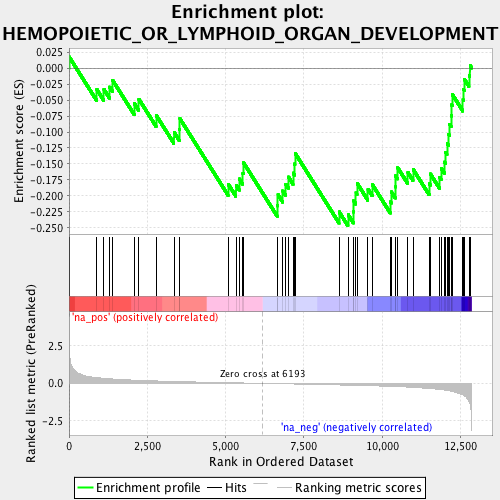 Enrichment plot:
HEMOPOIETIC_OR_LYMPHOID_ORGAN_DEVELOPMENT
Enrichment score (ES)
0.025
0.000
-0.025
-0.050
-0.075
-0.100
-0.125
-0.150
-0.175
-0.200
-0.225
-0.250
'na_pos' (positively correlated)
Ranked list metric (PreRanked)
2.5
0.0
-2.5
Zero cross at 6193
'na_neg' (negatively correlated)
0
2,500
5,000
7,500
10,000
12,500
Rank in Ordered Dataset
Enrichment profile
Hits
Ranking metric scores